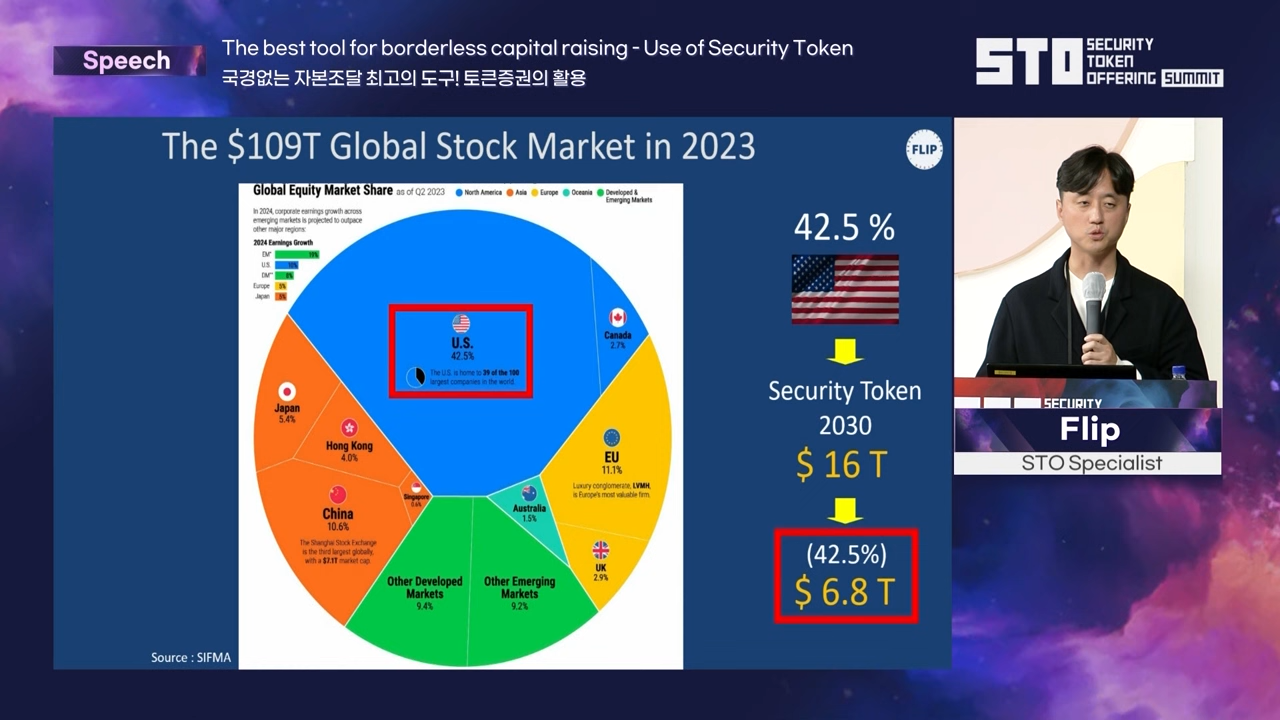 Speech
The best tool for borderless capital raising - Use of Security Token
국경없는 자본조달 최고의 도구! 토큰증권의 활용
STO SECURITY
TOKEN
OFFERING SUMMIT
The $109T Global Stock Market in 2023
FLIP
Global Equity Market Share as of Q2 2023
North America
Asia
Europe
Oceania
Developed &
Emerging Markets
In 2024, corporate earnings growth across
emerging markets is projected to outpace
other major regions:
2024 Earnings Growth
EM*
U.S.
DM**
Europe 5%
Japan
U.S.
42.5%
The U.S. is home to 39 of the 100
largest companies in the world.
Canada
2.7%
Japan
5.4%
Hong Kong
4.0%
China
10.6%
The Shanghai Stock Exchange
is the third largest globally,
with a $7.1T market cap.
Singapore
0.6%
EU
11.1%
Luxury conglomerate, LVMH,
is Europe's most valuable firm.
Australia
1.5%
UK
2.9%
Other Developed
Markets
9.4%
Other Emerging
Markets
9.2%
Source : SIFMA
42.5 %
Security Token
2030
$ 16 T
(42.5%)
$ 6.8 T
SECURITY
Flip
STO Specialist